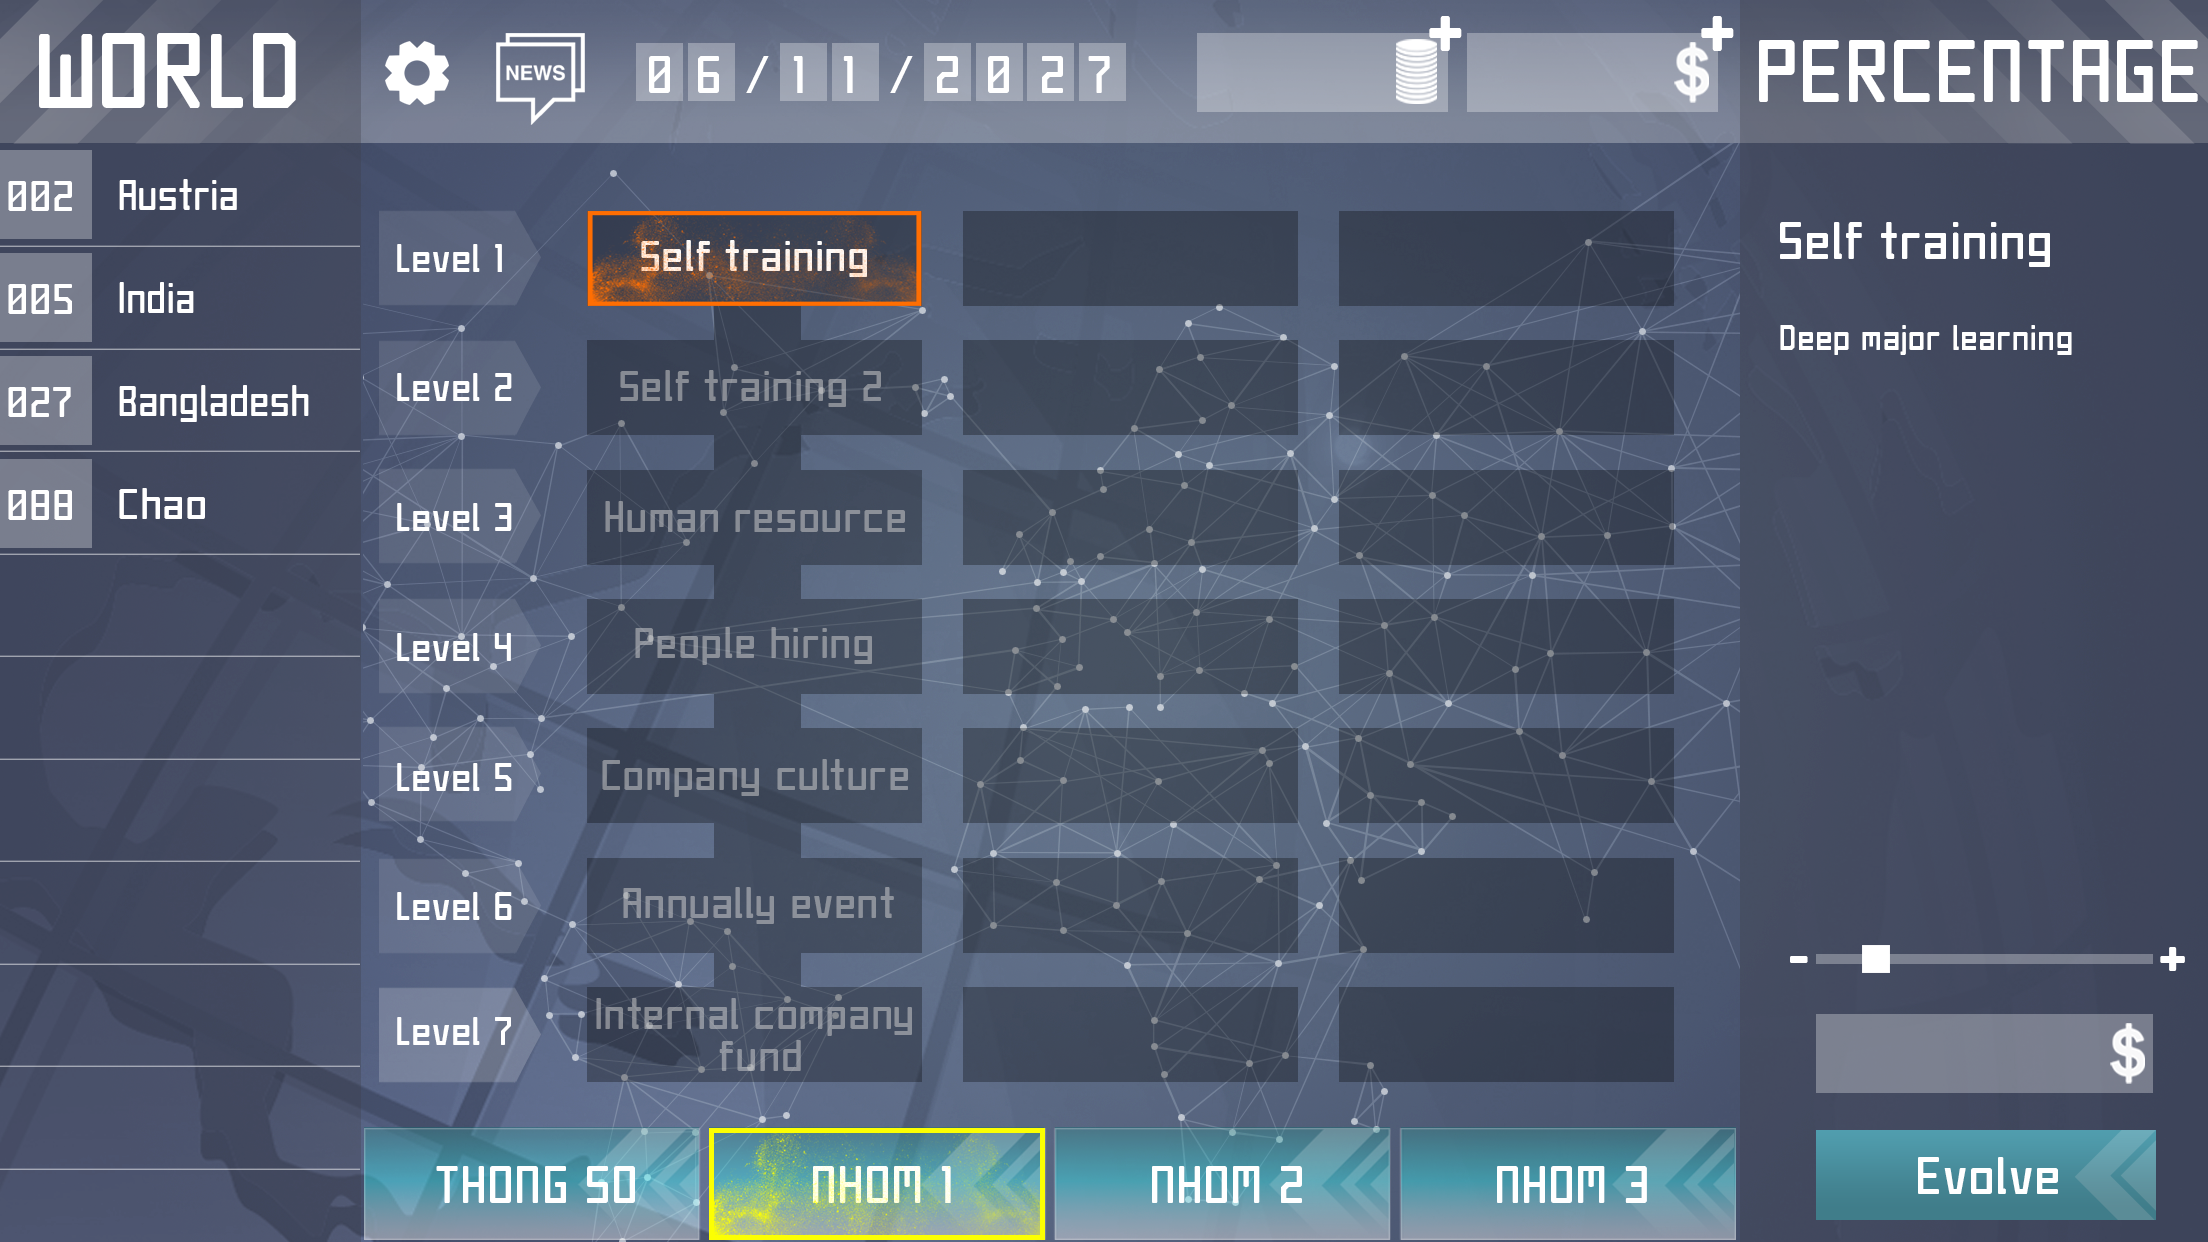 WORLD
NEWS
06/11/2027
$
PERCENTAGE
002 Austria
005 India
027 Bangladesh
088 Chao
Level 1
Self training
Level 2
Self training 2
Level 3
Human resource
Level 4
People hiring
Level 5
Company culture
Level 6
Annually event
Level 7
Internal company
fund
THONG SO
NHOM 1
NHOM 2
NHOM 3
Self training
Deep major learning
- +
$
Evolve